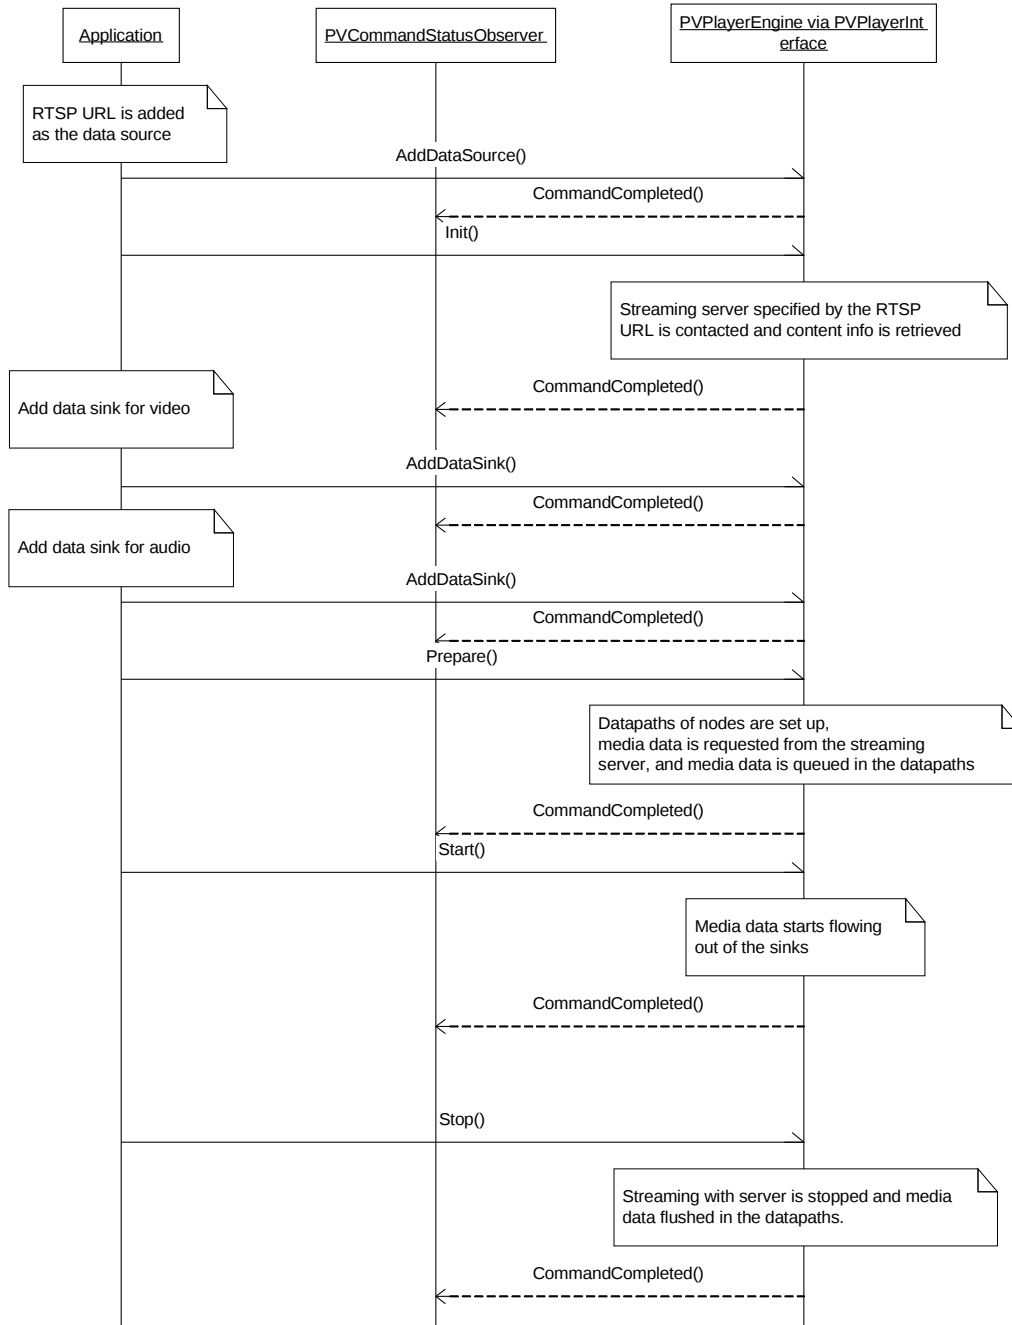 Application
PVCommandStatusObserver
PVPlayerEngine via PVPlayerInt
erface
RTSP URL is added
as the data source
AddDataSource()
CommandCompleted()
Init()
Streaming server specified by the RTSP
URL is contacted and content info is retrieved
CommandCompleted()
Add data sink for video
AddDataSink()
CommandCompleted()
Add data sink for audio
AddDataSink()
CommandCompleted()
Prepare()
Datapaths of nodes are set up,
media data is requested from the streaming
server, and media data is queued in the datapaths
CommandCompleted()
Start()
Media data starts flowing
out of the sinks
CommandCompleted()
Stop()
Streaming with server is stopped and media
data flushed in the datapaths.
CommandCompleted()